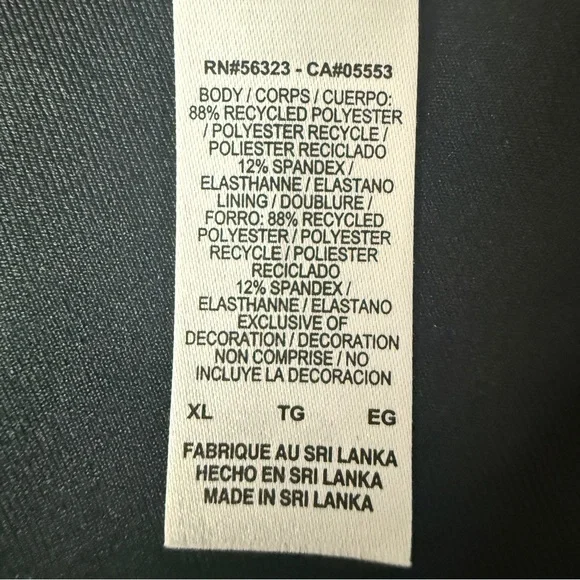 RN#56323 - CA#05553
BODY / CORPS / CUERPO:
88% RECYCLED POLYESTER
/ POLYESTER RECYCLE /
POLIESTER RECICLADO
12% SPANDEX /
ELASTHANNE / ELASTANO
LINING / DOUBLURE /
FORRO: 88% RECYCLED
POLYESTER / POLYESTER
RECYCLE / POLIESTER
RECICLADO
12% SPANDEX /
ELASTHANNE / ELASTANO
EXCLUSIVE OF
DECORATION / DECORATION
NON COMPRISE / NO
INCLUYE LA DECORACION
XL TG EG
FABRIQUE AU SRI LANKA
HECHO EN SRI LANKA
MADE IN SRI LANKA